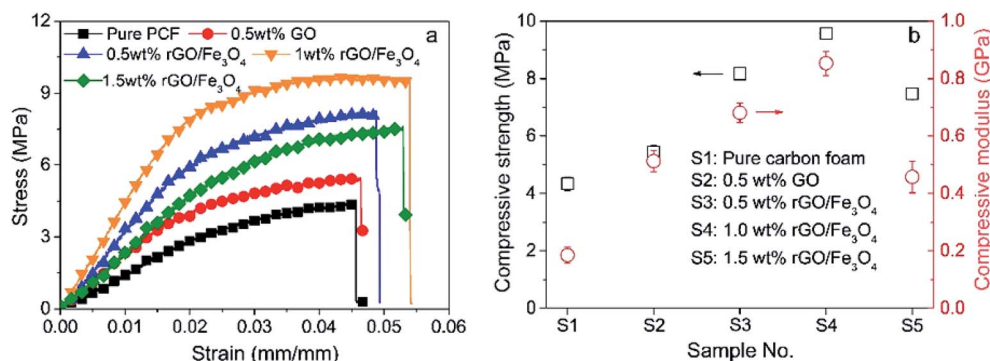 Pure PCF 0.5wt% GO a
0.5wt% rGO/Fe₃O₄ 1wt% rGO/Fe₃O₄
1.5wt% rGO/Fe₃O₄
12
9
6
3
0
Stress (MPa)
0.00 0.01 0.02 0.03 0.04 0.05 0.06
Strain (mm/mm)
b
10
8
6
4
2
0
Compressive strength (MPa)
1.0
0.8
0.6
0.4
0.2
0.0
Compressive modulus (GPa)
S1: Pure carbon foam
S2: 0.5 wt% GO
S3: 0.5 wt% rGO/Fe₃O₄
S4: 1.0 wt% rGO/Fe₃O₄
S5: 1.5 wt% rGO/Fe₃O₄
S1 S2 S3 S4 S5
Sample No.